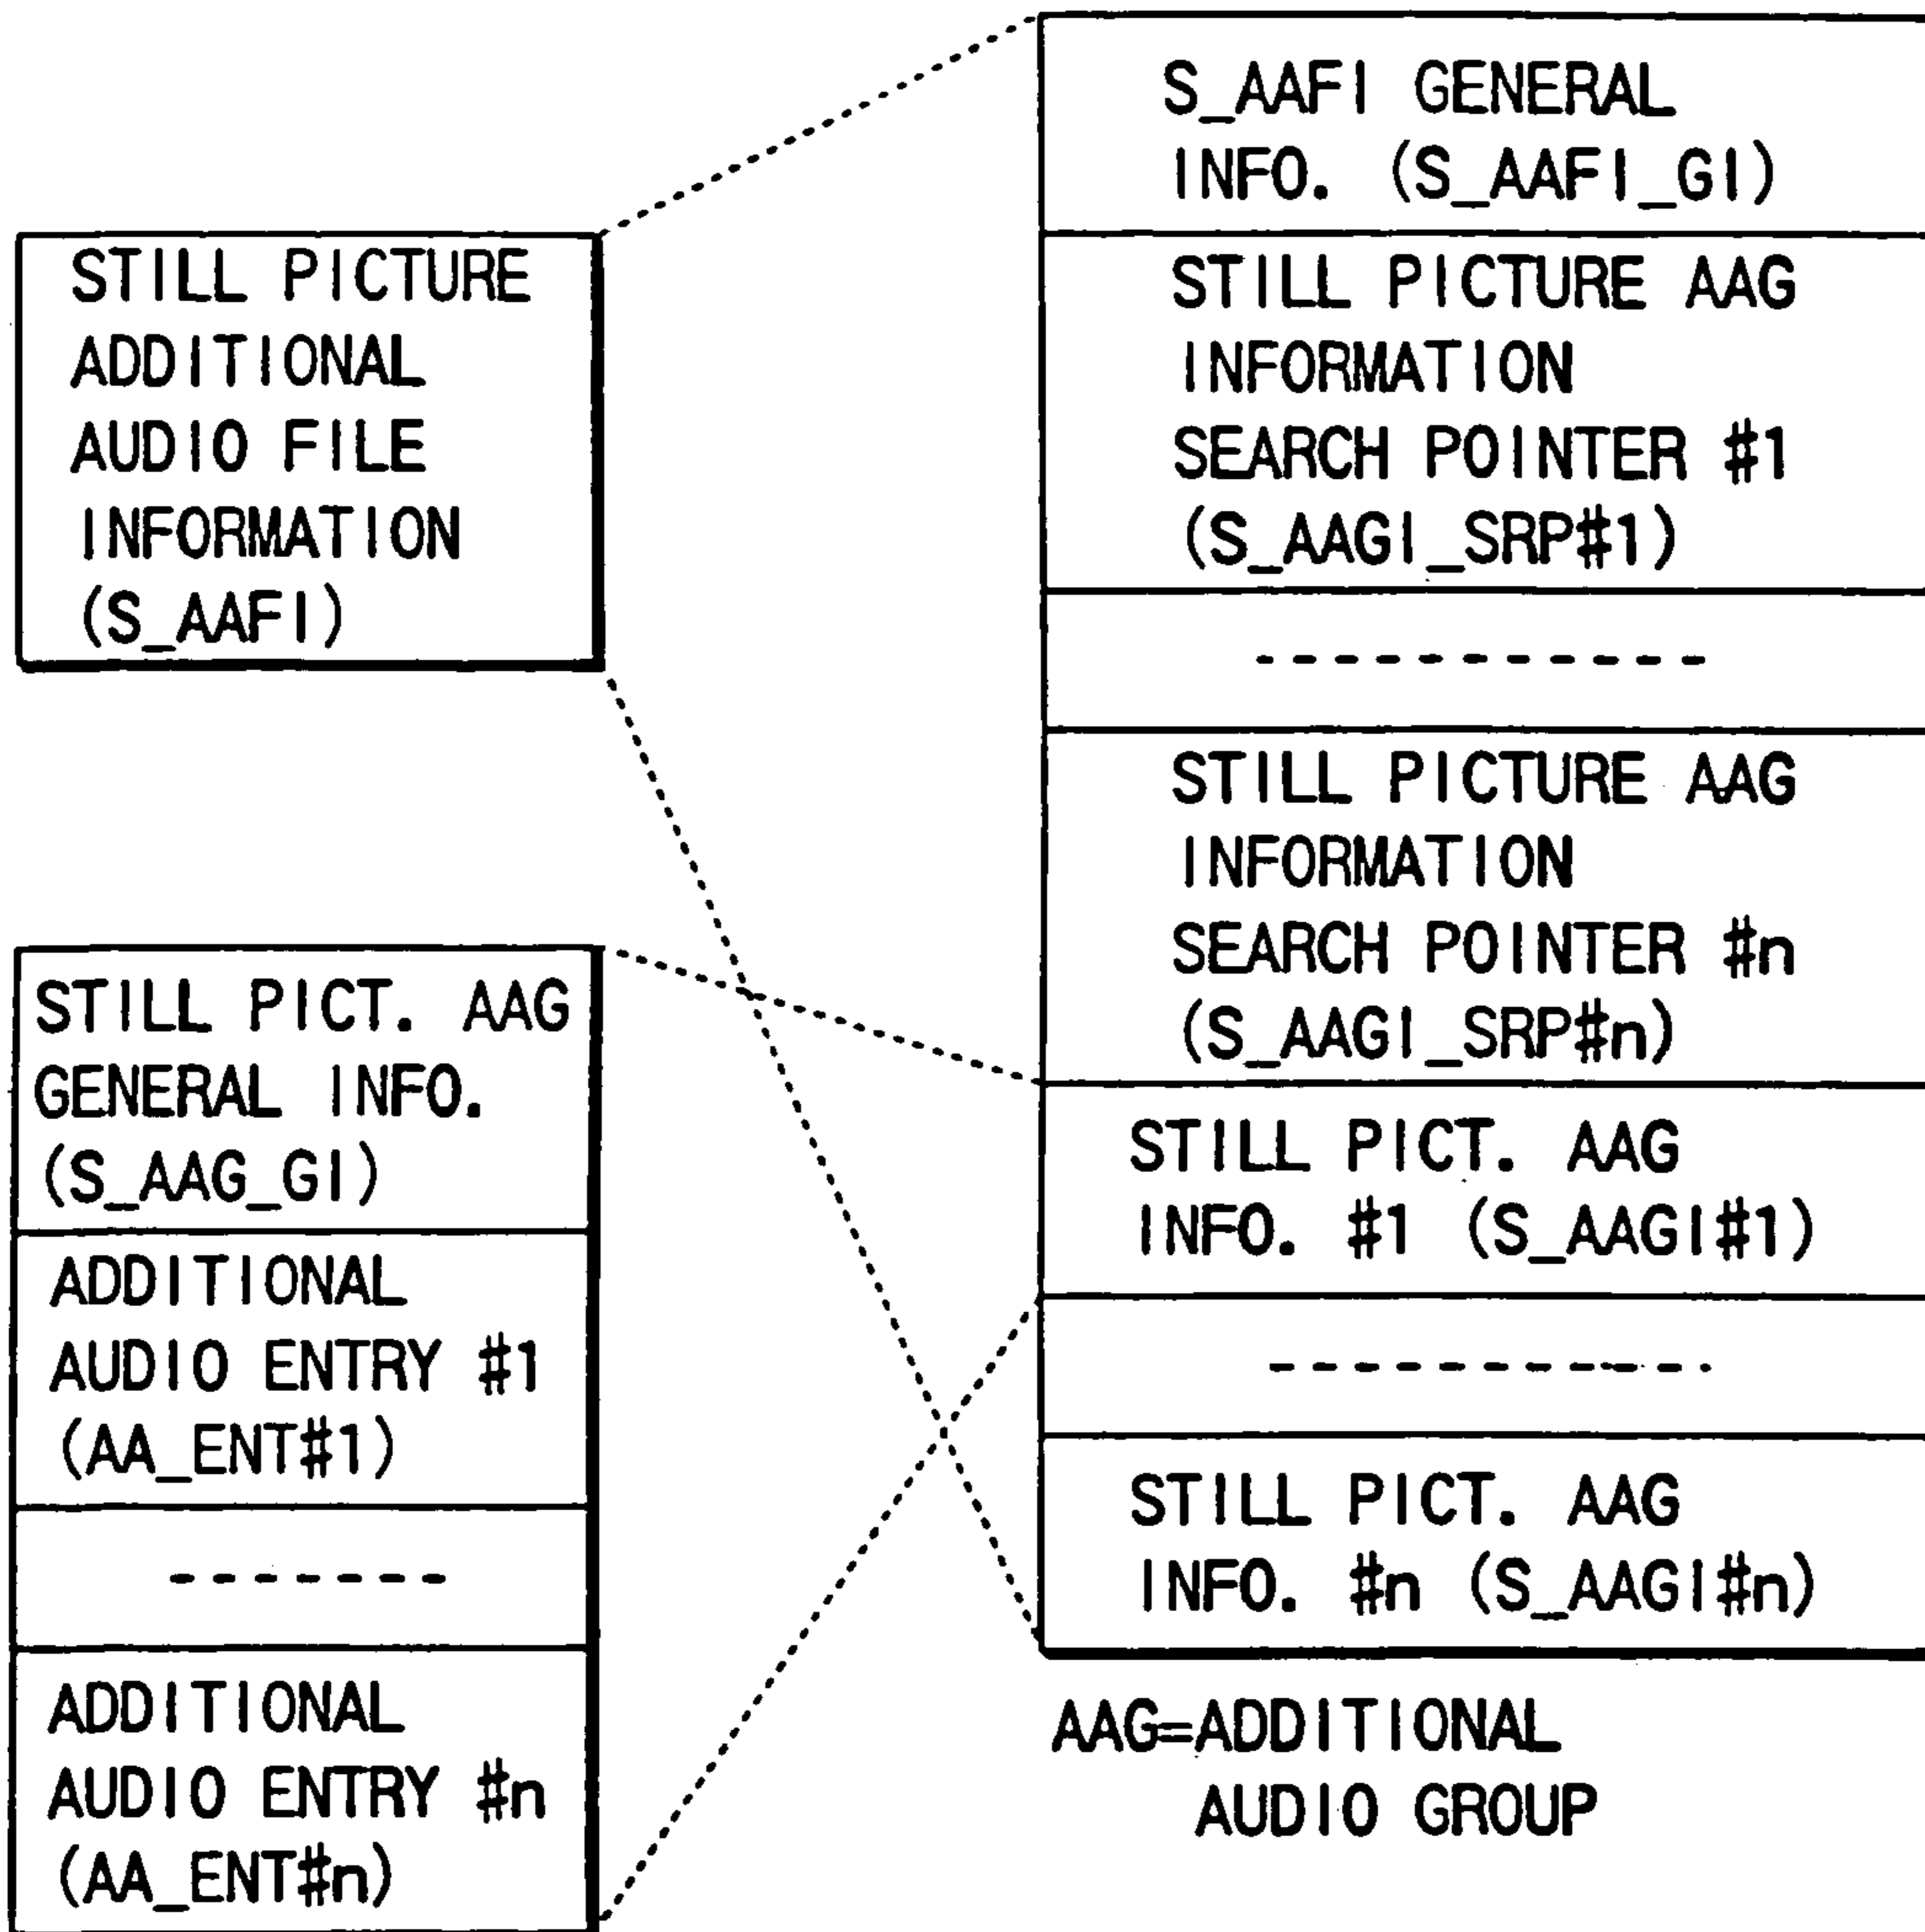 STILL PICTURE
ADDITIONAL
AUDIO FILE
INFORMATION
(S_AAFI)
S_AAFI GENERAL
INFO. (S_AAFI_GI)
STILL PICTURE AAG
INFORMATION
SEARCH POINTER #1
(S_AAGI_SRP#1)
STILL PICTURE AAG
INFORMATION
SEARCH POINTER #n
(S_AAGI_SRP#n)
STILL PICT. AAG
INFO. #1 (S_AAGI#1)
STILL PICT. AAG
INFO. #n (S_AAGI#n)
STILL PICT. AAG
GENERAL INFO.
(S_AAG_GI)
ADDITIONAL
AUDIO ENTRY #1
(AA_ENT#1)
ADDITIONAL
AUDIO ENTRY #n
(AA_ENT#n)
AAG=ADDITIONAL
AUDIO GROUP